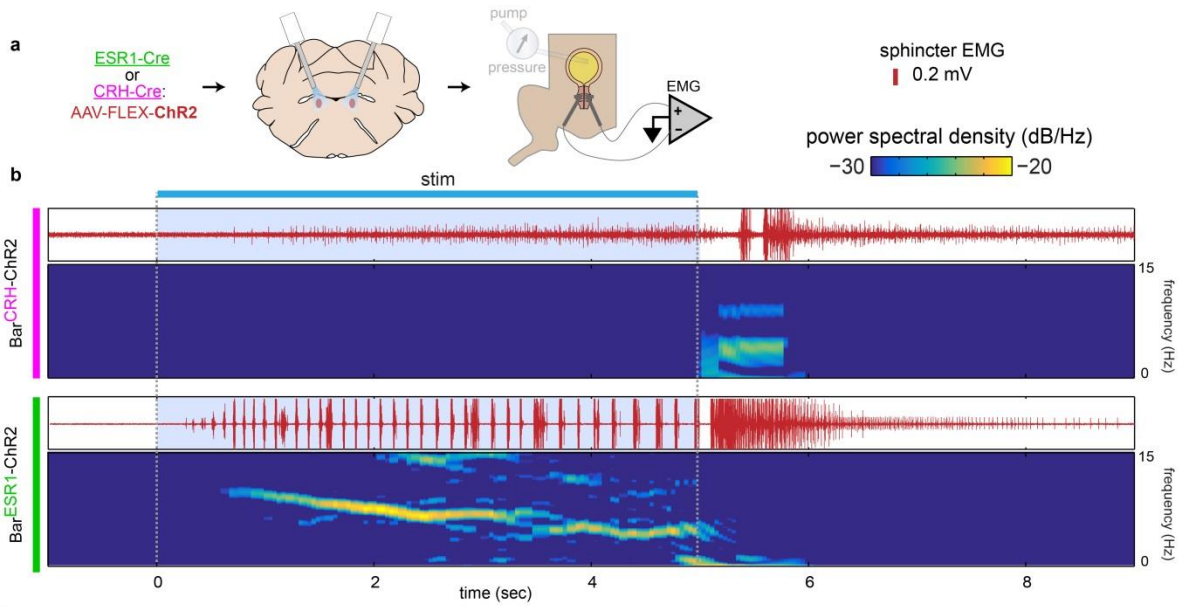 a
ESR1-Cre
or
CRH-Cre:
AAV-FLEX-ChR2
pump
pressure
EMG
+
−
sphincter EMG
0.2 mV
power spectral density (dB/Hz)
−30
−20
b
stim
BarCRH-ChR2
15
frequency (Hz)
0
BarESR1-ChR2
15
frequency (Hz)
0
0 2 4 6 8
time (sec)